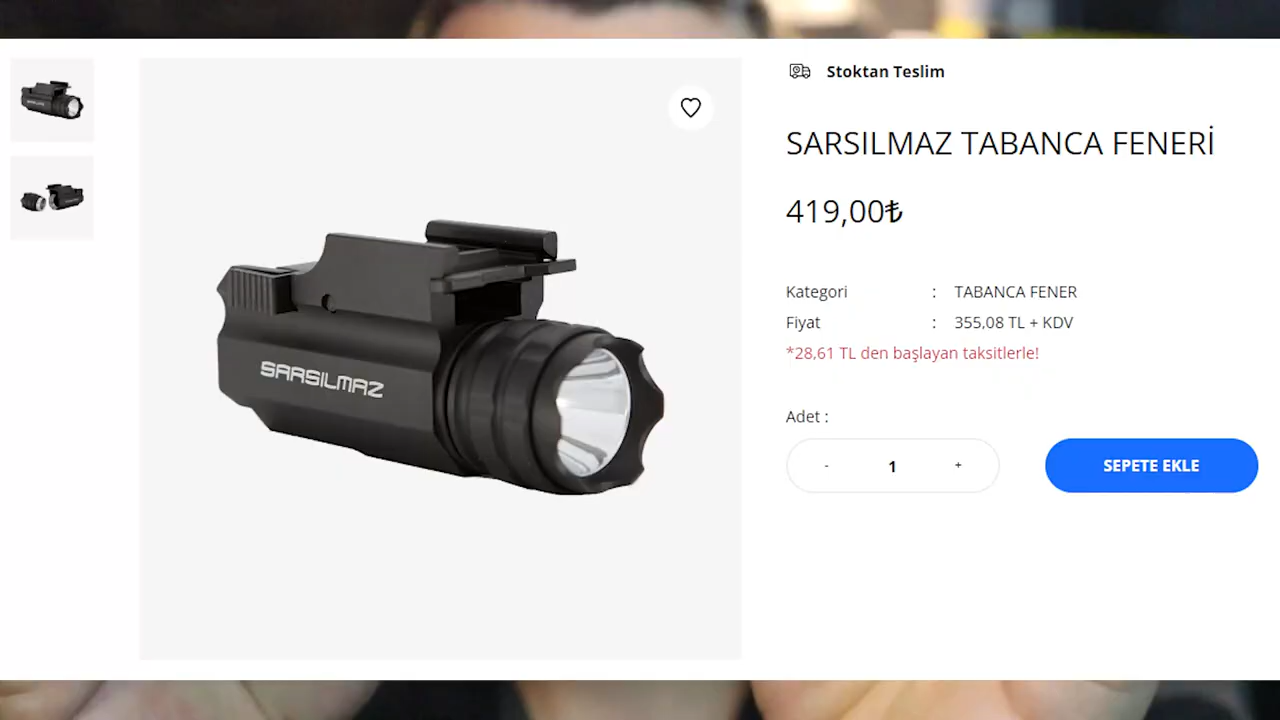 Stoktan Teslim
SARSILMAZ TABANCA FENERİ
419,00₺
Kategori : TABANCA FENER
Fiyat : 355,08 TL + KDV
*28,61 TL den başlayan taksitlerle!
Adet :
- 1 +
SEPETE EKLE
SARSILMAZ